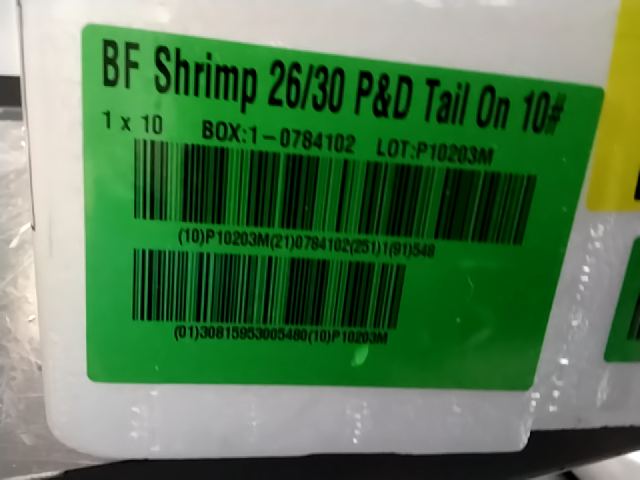 BF Shrimp 26/30 P&D Tail On 10#
1 x 10 BOX:1-0784102 LOT:P10203M
(10)P10203M(21)0784102(251)1(91)548
(01)30815953005480(10)P10203M